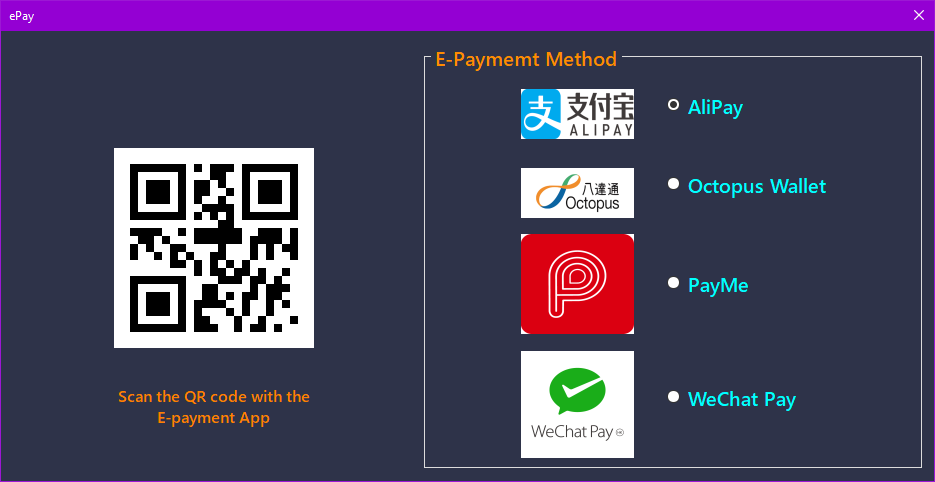 ePay
E-Paymemt Method
支付宝
ALIPAY
AliPay
八達通
Octopus
Octopus Wallet
PayMe
WeChat Pay
WeChat Pay
Scan the QR code with the
E-payment App